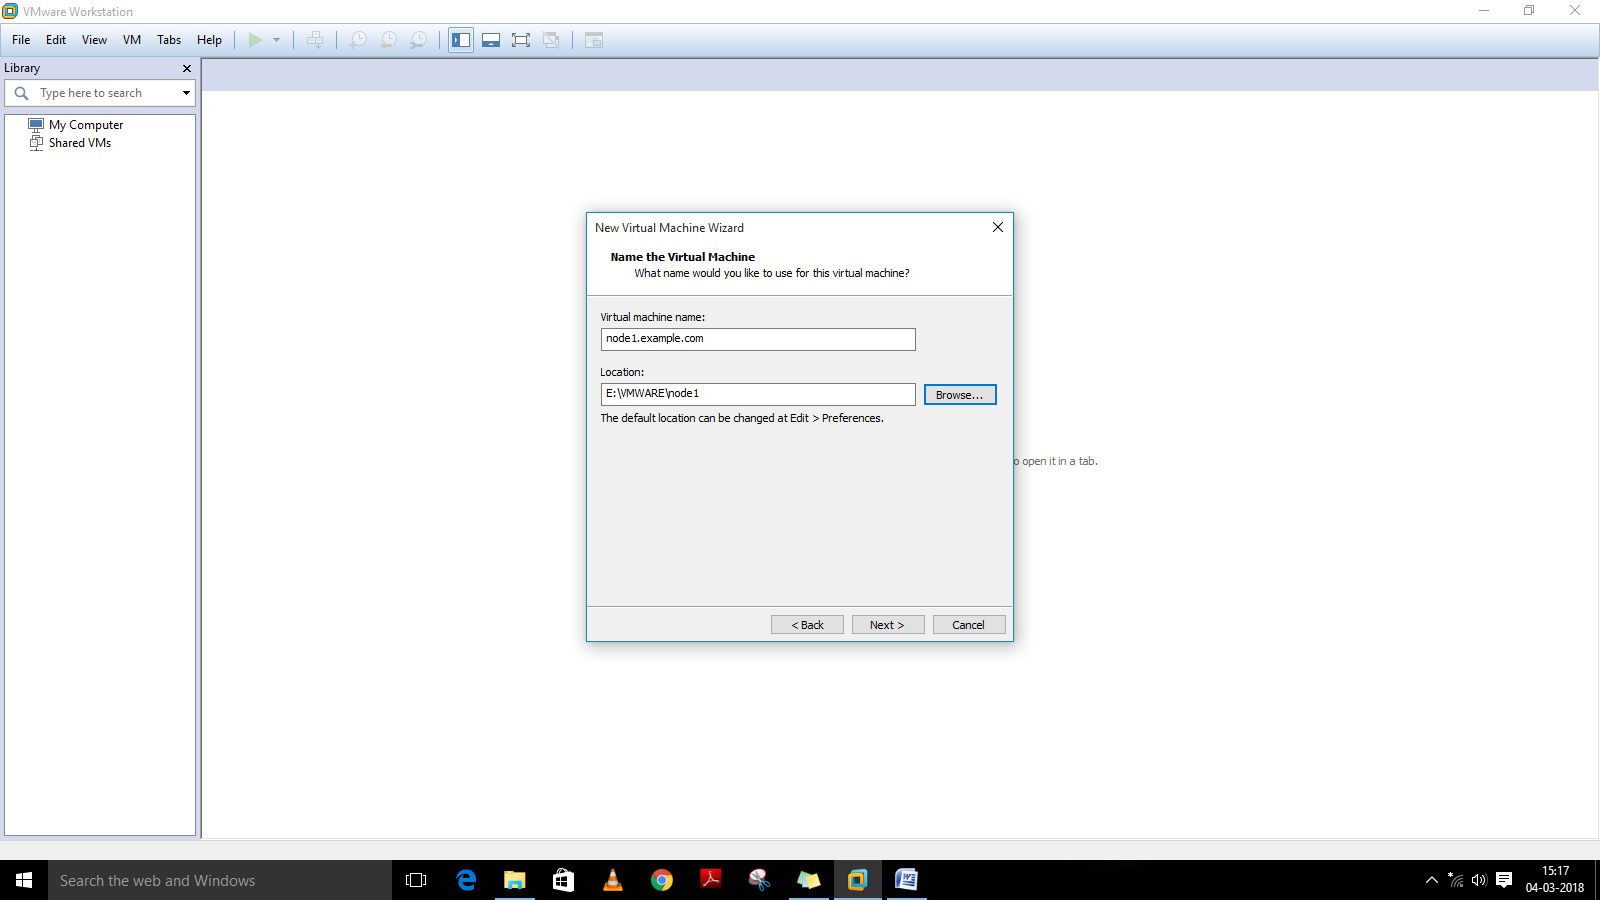 VMware Workstation
File Edit View VM Tabs Help
Library
Type here to search
My Computer
Shared VMs
New Virtual Machine Wizard
Name the Virtual Machine
What name would you like to use for this virtual machine?
Virtual machine name:
node1.example.com
Location:
E:\VMWARE\node1
Browse...
The default location can be changed at Edit > Preferences.
o open it in a tab.
< Back Next > Cancel
Search the web and Windows
15:17
04-03-2018